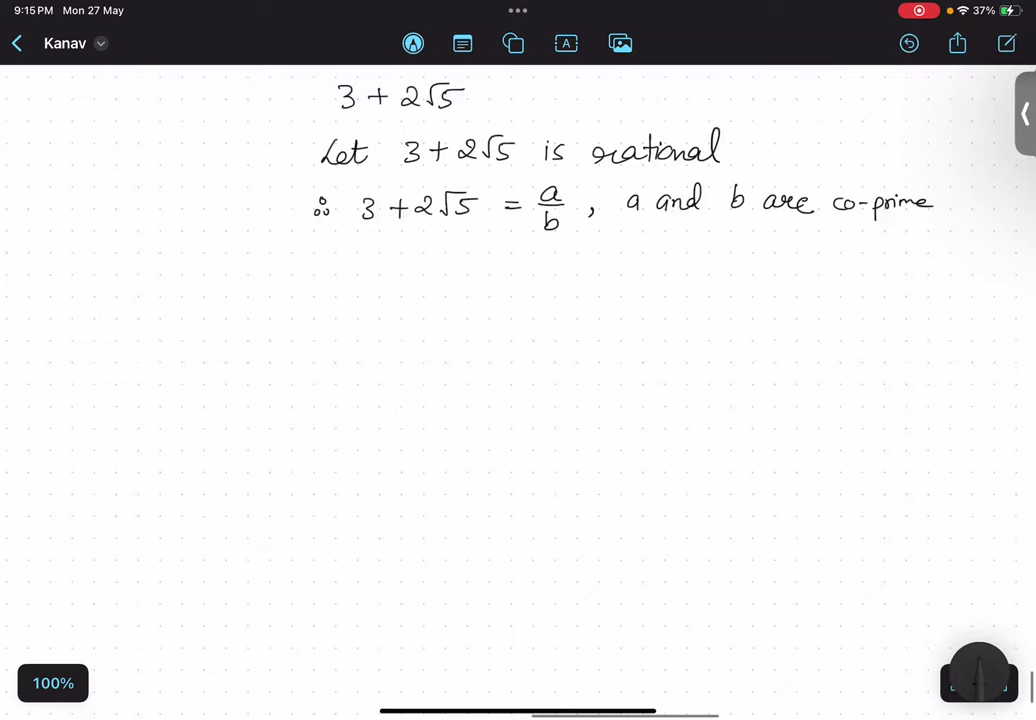 9:15 PM Mon 27 May
37%
Kanav
A
3 + 2√5
Let 3 + 2√5 is rational
∴ 3 + 2√5 = a/b , a and b are co-prime
100%